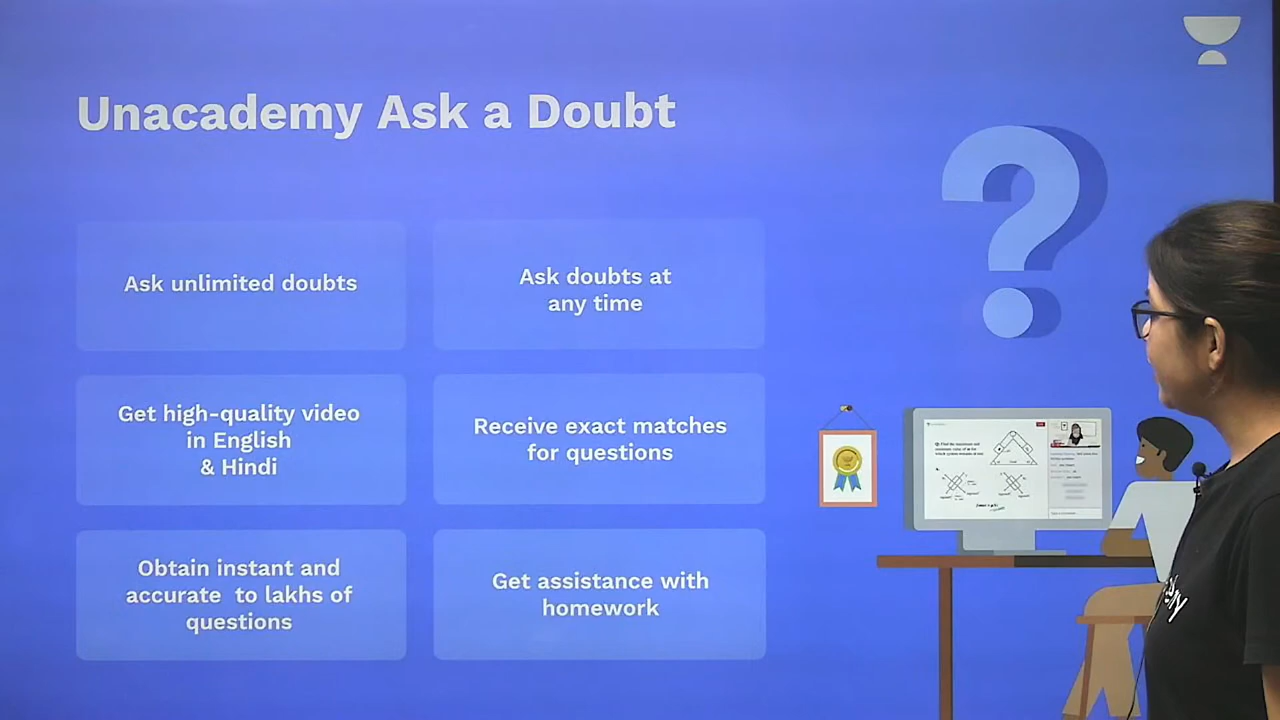 Unacademy Ask a Doubt
Ask unlimited doubts
Ask doubts at
any time
Get high-quality video
in English
& Hindi
Receive exact matches
for questions
Obtain instant and
accurate to lakhs of
questions
Get assistance with
homework